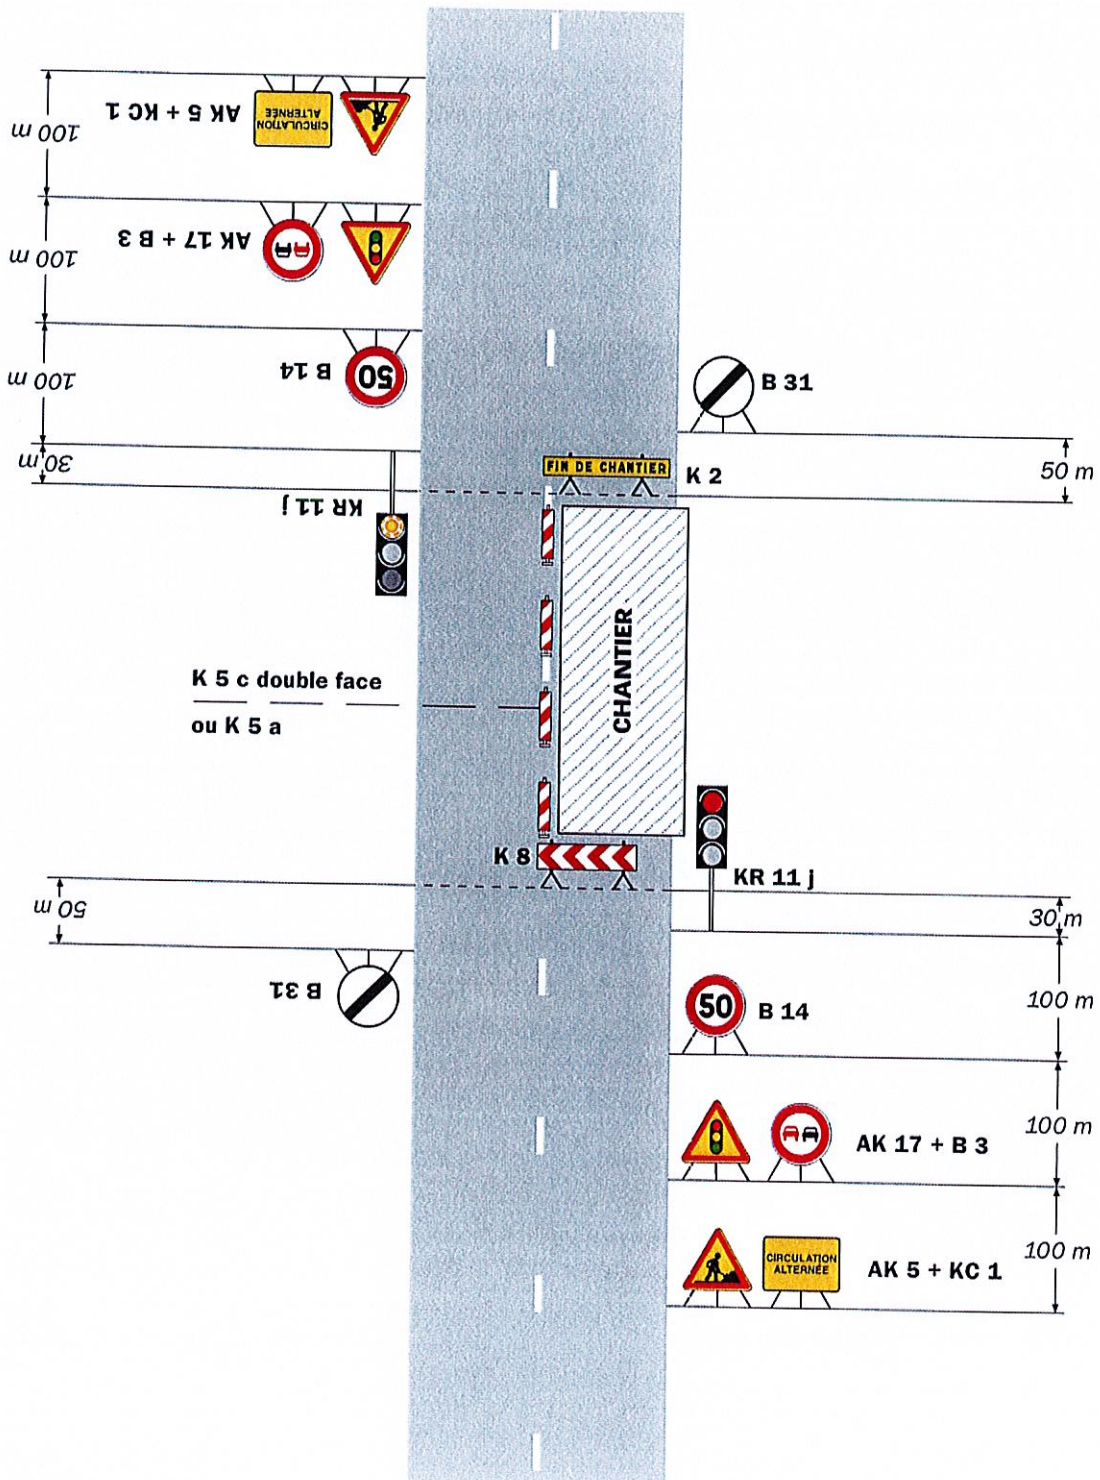 100 m
AK 5 + KC 1
CIRCULATION
ALTERNÉE
100 m
AK 17 + B 3
100 m
B 14
50
B 31
30 m
KR 11 j
FIN DE CHANTIER
K 2
50 m
CHANTIER
K 5 c double face
ou K 5 a
K 8
KR 11 j
50 m
30 m
B 31
50
B 14
100 m
AK 17 + B 3
100 m
CIRCULATION
ALTERNÉE
AK 5 + KC 1
100 m